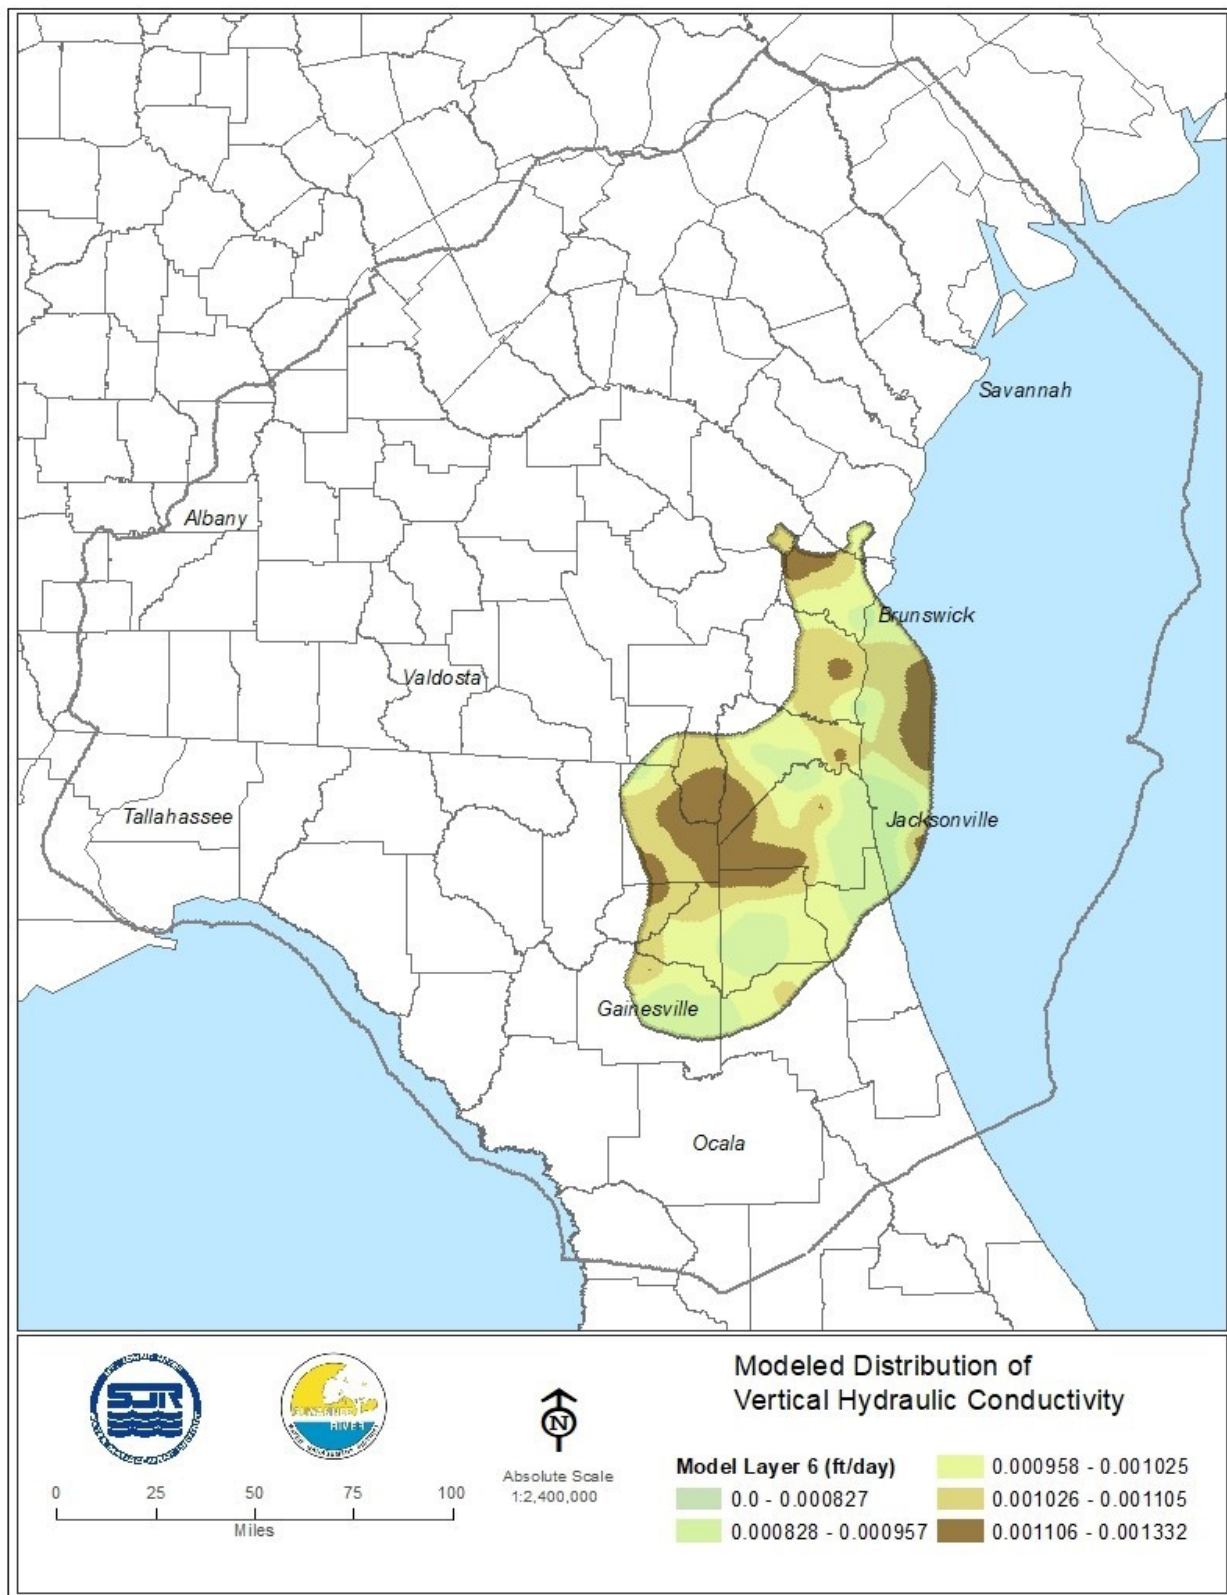 Savannah
Albany
Brunswick
Valdosta
Tallahassee
Jacksonville
Gainesville
Ocala
SJR
RIVER
N
Absolute Scale
1:2,400,000
0 25 50 75 100
Miles
Modeled Distribution of
Vertical Hydraulic Conductivity
Model Layer 6 (ft/day)
0.0 - 0.000827
0.000828 - 0.000957
0.000958 - 0.001025
0.001026 - 0.001105
0.001106 - 0.001332